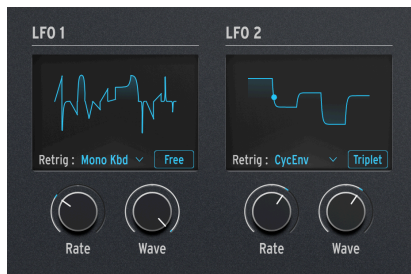 LFO 1
LFO 2
Retrig : Mono Kbd Free
Retrig : CycEnv Triplet
Rate Wave
Rate Wave